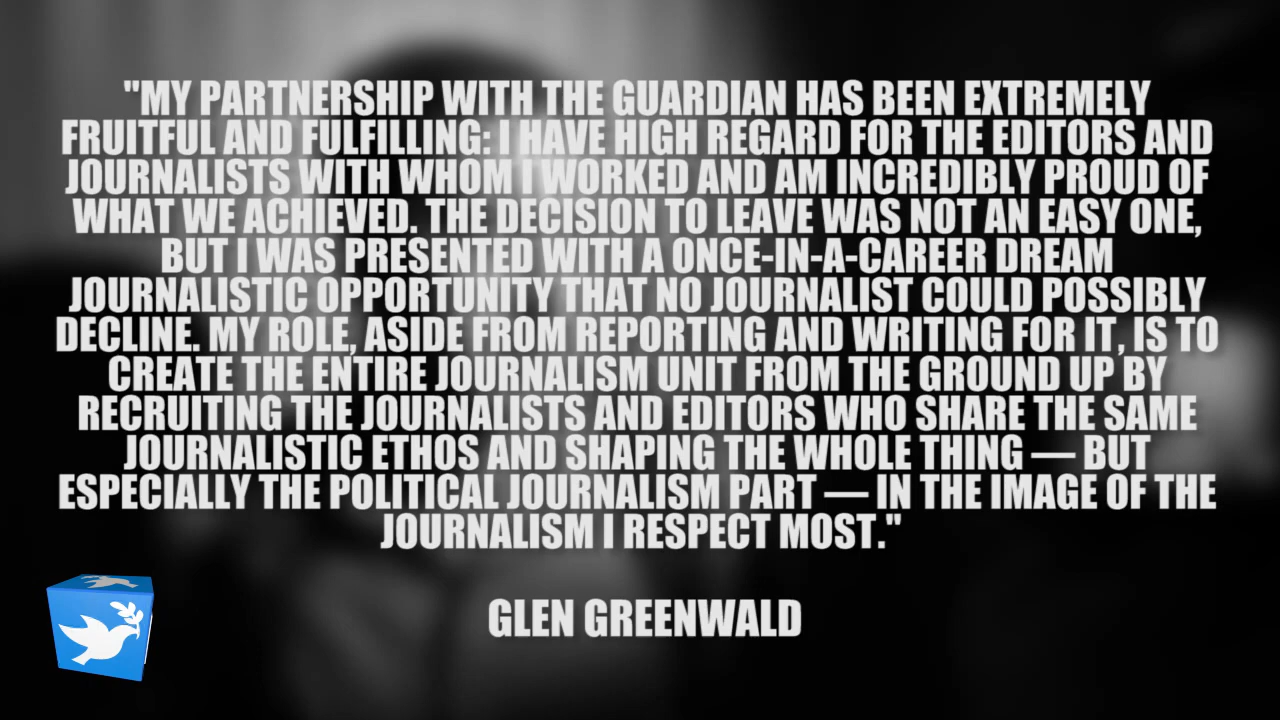 "MY PARTNERSHIP WITH THE GUARDIAN HAS BEEN EXTREMELY
FRUITFUL AND FULFILLING: I HAVE HIGH REGARD FOR THE EDITORS AND
JOURNALISTS WITH WHOM I WORKED AND AM INCREDIBLY PROUD OF
WHAT WE ACHIEVED. THE DECISION TO LEAVE WAS NOT AN EASY ONE,
BUT I WAS PRESENTED WITH A ONCE-IN-A-CAREER DREAM
JOURNALISTIC OPPORTUNITY THAT NO JOURNALIST COULD POSSIBLY
DECLINE. MY ROLE, ASIDE FROM REPORTING AND WRITING FOR IT, IS TO
CREATE THE ENTIRE JOURNALISM UNIT FROM THE GROUND UP BY
RECRUITING THE JOURNALISTS AND EDITORS WHO SHARE THE SAME
JOURNALISTIC ETHOS AND SHAPING THE WHOLE THING — BUT
ESPECIALLY THE POLITICAL JOURNALISM PART — IN THE IMAGE OF THE
JOURNALISM I RESPECT MOST."
GLEN GREENWALD